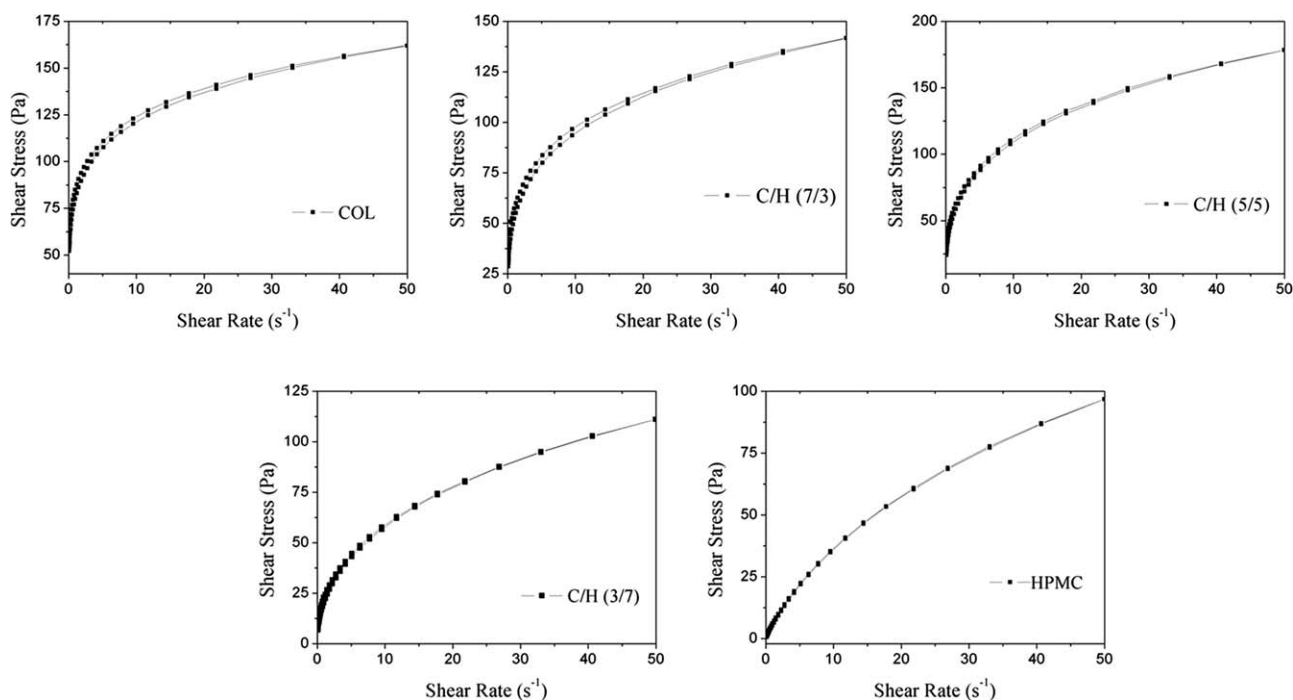 175
150
125
100
75
50
Shear Stress (Pa)
COL
0 10 20 30 40 50
Shear Rate (s⁻¹)
150
125
100
75
50
25
Shear Stress (Pa)
C/H (7/3)
0 10 20 30 40 50
Shear Rate (s⁻¹)
200
150
100
50
0
Shear Stress (Pa)
C/H (5/5)
0 10 20 30 40 50
Shear Rate (s⁻¹)
125
100
75
50
25
0
Shear Stress (Pa)
C/H (3/7)
0 10 20 30 40 50
Shear Rate (s⁻¹)
100
75
50
25
0
Shear Stress (Pa)
HPMC
0 10 20 30 40 50
Shear Rate (s⁻¹)